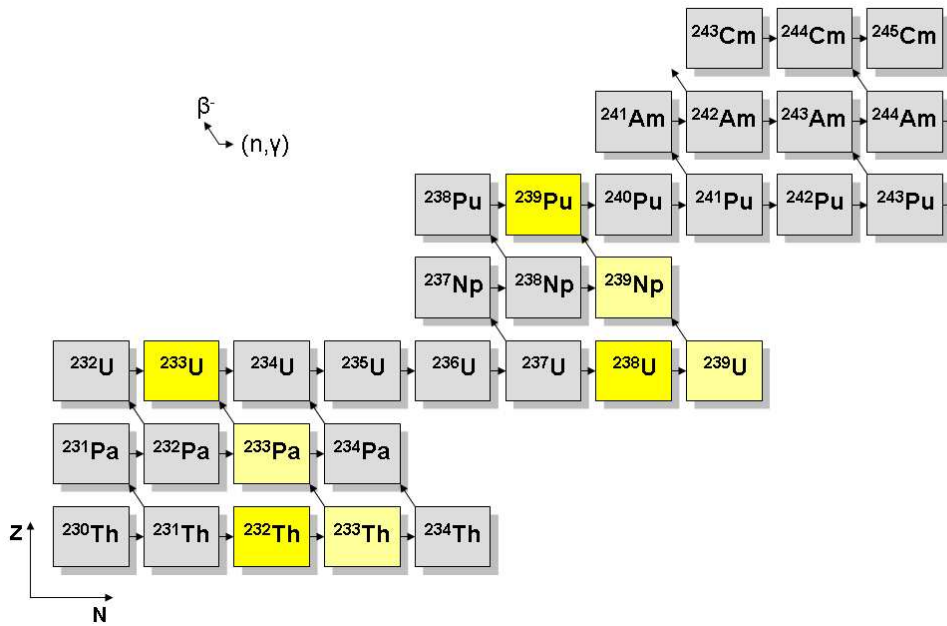 ²⁴³Cm ²⁴⁴Cm ²⁴⁵Cm
β⁻
(n,γ)
²⁴¹Am ²⁴²Am ²⁴³Am ²⁴⁴Am
²³⁸Pu ²³⁹Pu ²⁴⁰Pu ²⁴¹Pu ²⁴²Pu ²⁴³Pu
²³⁷Np ²³⁸Np ²³⁹Np
²³²U ²³³U ²³⁴U ²³⁵U ²³⁶U ²³⁷U ²³⁸U ²³⁹U
²³¹Pa ²³²Pa ²³³Pa ²³⁴Pa
²³⁰Th ²³¹Th ²³²Th ²³³Th ²³⁴Th
Z
N